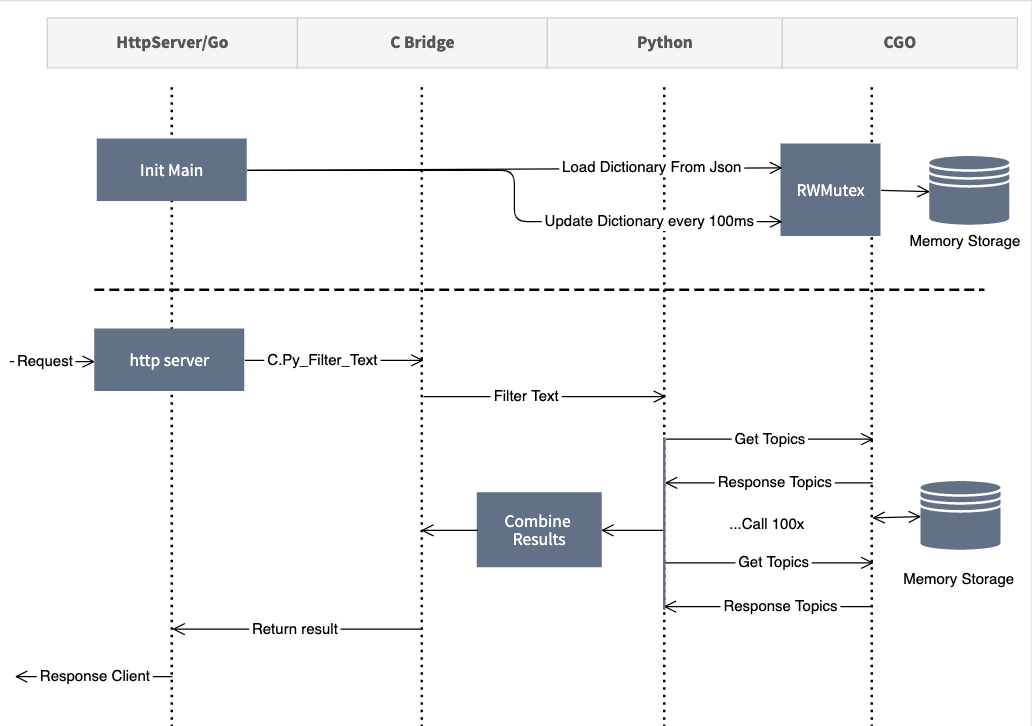 HttpServer/Go
C Bridge
Python
CGO
Init Main
Load Dictionary From Json
RWMutex
Update Dictionary every 100ms
Memory Storage
Request
http server
C.Py_Filter_Text
Filter Text
Get Topics
Response Topics
Combine
Results
...Call 100x
Get Topics
Memory Storage
Response Topics
Return result
Response Client